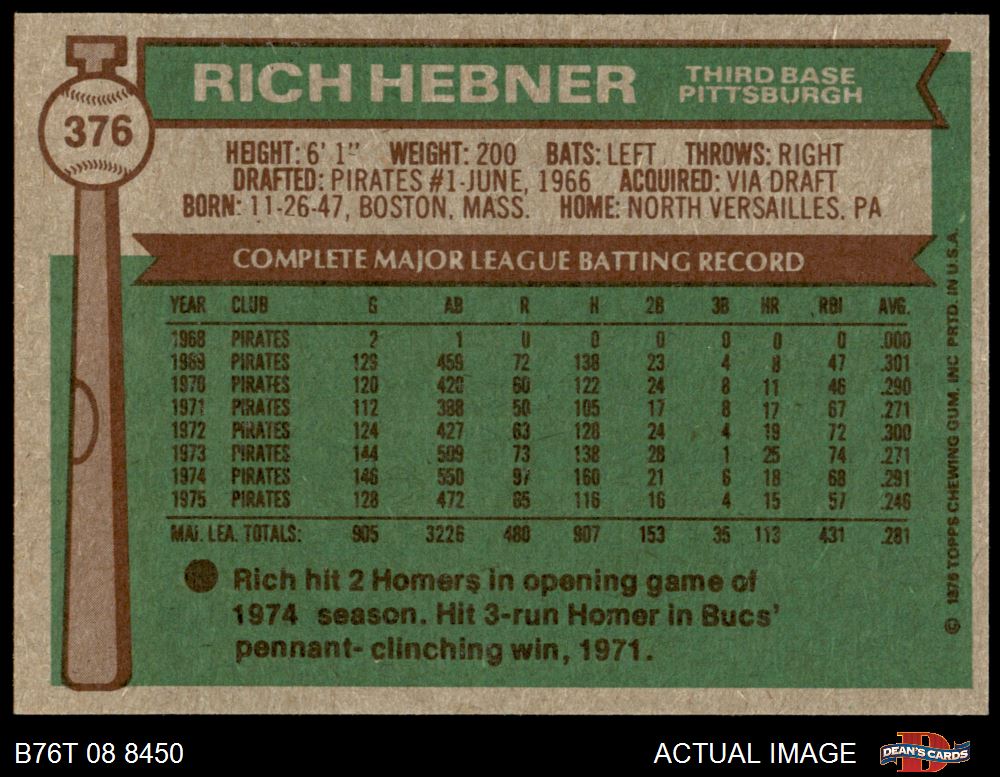 376
RICH HEBNER
THIRD BASE
PITTSBURGH
HEIGHT: 6' 1" WEIGHT: 200 BATS: LEFT THROWS: RIGHT
DRAFTED: PIRATES #1-JUNE, 1966 ACQUIRED: VIA DRAFT
BORN: 11-26-47, BOSTON, MASS. HOME: NORTH VERSAILLES, PA
COMPLETE MAJOR LEAGUE BATTING RECORD
YEAR CLUB G AB R H 2B 3B HR RBI AVG.
1968 PIRATES 2 1 0 0 0 0 0 0 .000
1969 PIRATES 129 459 72 138 23 4 8 47 .301
1970 PIRATES 120 420 60 122 24 8 11 46 .290
1971 PIRATES 112 388 50 105 17 8 17 67 .271
1972 PIRATES 124 427 63 128 24 4 19 72 .300
1973 PIRATES 144 509 73 138 28 1 25 74 .271
1974 PIRATES 146 550 97 160 21 6 18 68 .291
1975 PIRATES 128 472 65 116 16 4 15 57 .246
MAJ. LEA. TOTALS: 905 3226 480 907 153 35 113 431 .281
Rich hit 2 Homers in opening game of
1974 season. Hit 3-run Homer in Bucs'
pennant-clinching win, 1971.
© 1976 TOPPS CHEWING GUM, INC PRTD. IN U.S.A.
B76T 08 8450
ACTUAL IMAGE
DEAN'S CARDS